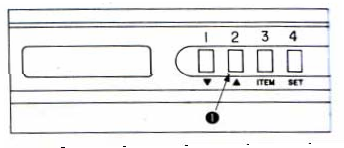 1 2 3 4
▼ ▲ ITEM SET
❶